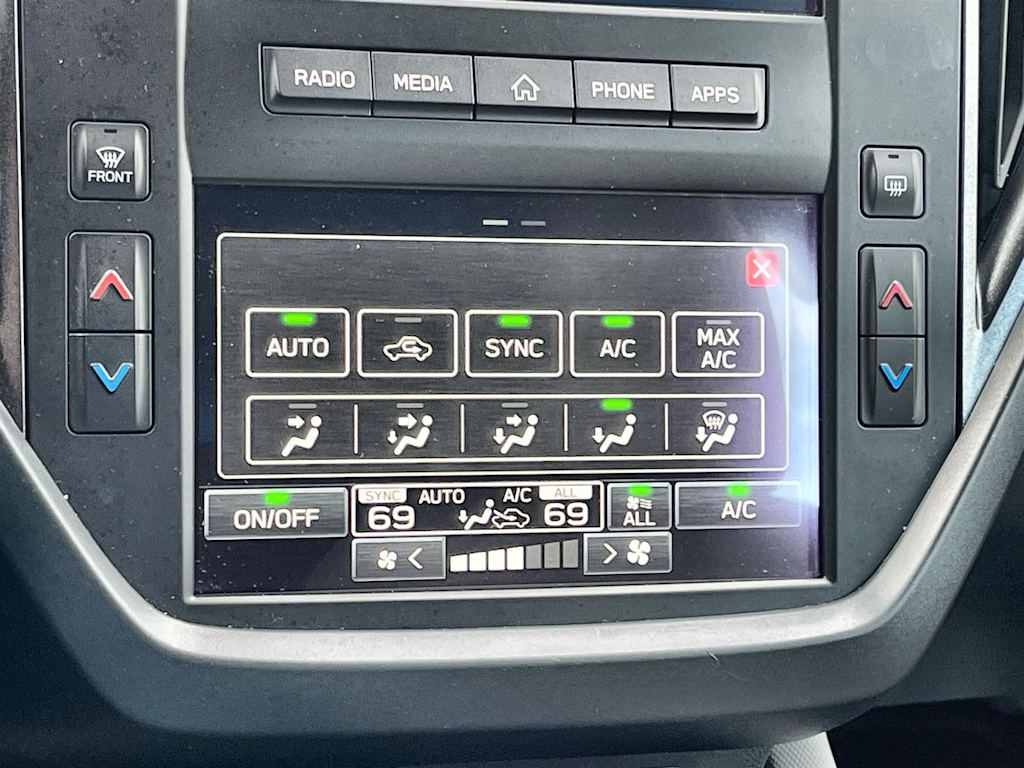 RADIO
MEDIA
PHONE
APPS
FRONT
AUTO
SYNC
A/C
MAX
A/C
ON/OFF
SYNC AUTO A/C ALL
69 69
ALL
A/C